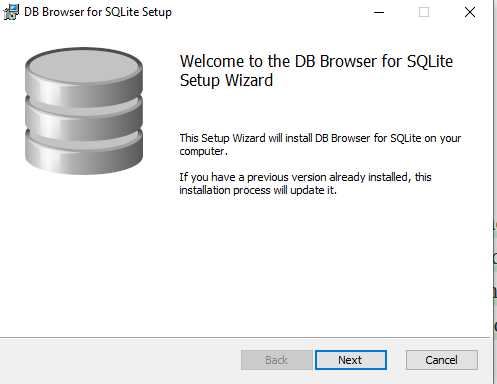 DB Browser for SQLite Setup
Welcome to the DB Browser for SQLite
Setup Wizard
This Setup Wizard will install DB Browser for SQLite on your
computer.
If you have a previous version already installed, this
installation process will update it.
Back
Next
Cancel